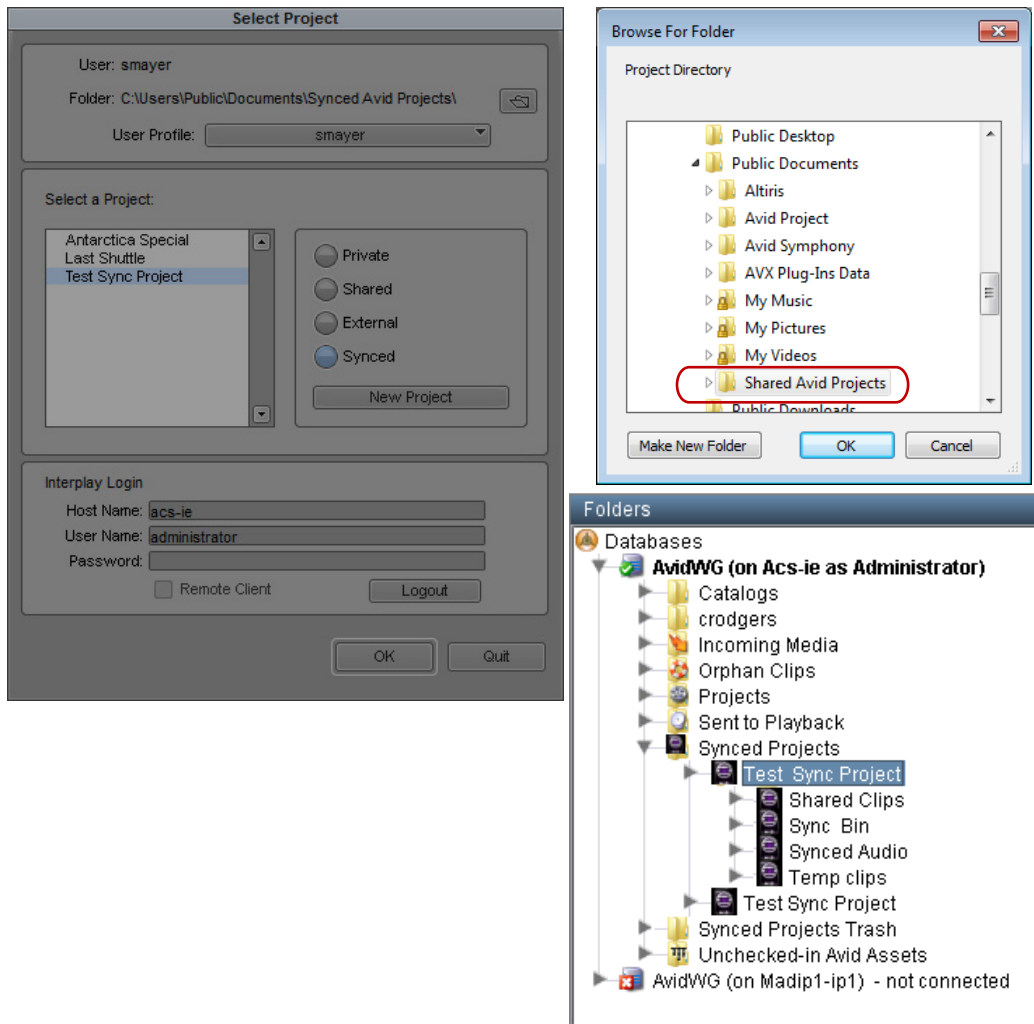 Select Project
User: smayer
Folder: C:\Users\Public\Documents\Synced Avid Projects\
User Profile: smayer
Select a Project:
Antarctica Special
Last Shuttle
Test Sync Project
Private
Shared
External
Synced
New Project
Interplay Login
Host Name: acs-ie
User Name: administrator
Password:
Remote Client
Logout
OK
Quit
Browse For Folder
Project Directory
Public Desktop
Public Documents
Altiris
Avid Project
Avid Symphony
AVX Plug-Ins Data
My Music
My Pictures
My Videos
Shared Avid Projects
Public Downloads
Make New Folder
OK
Cancel
Folders
Databases
AvidWG (on Acs-ie as Administrator)
Catalogs
crodgers
Incoming Media
Orphan Clips
Projects
Sent to Playback
Synced Projects
Test_Sync Project
Shared Clips
Sync_Bin
Synced Audio
Temp clips
Test Sync Project
Synced Projects Trash
Unchecked-in Avid Assets
AvidWG (on Madip1-ip1) - not connected